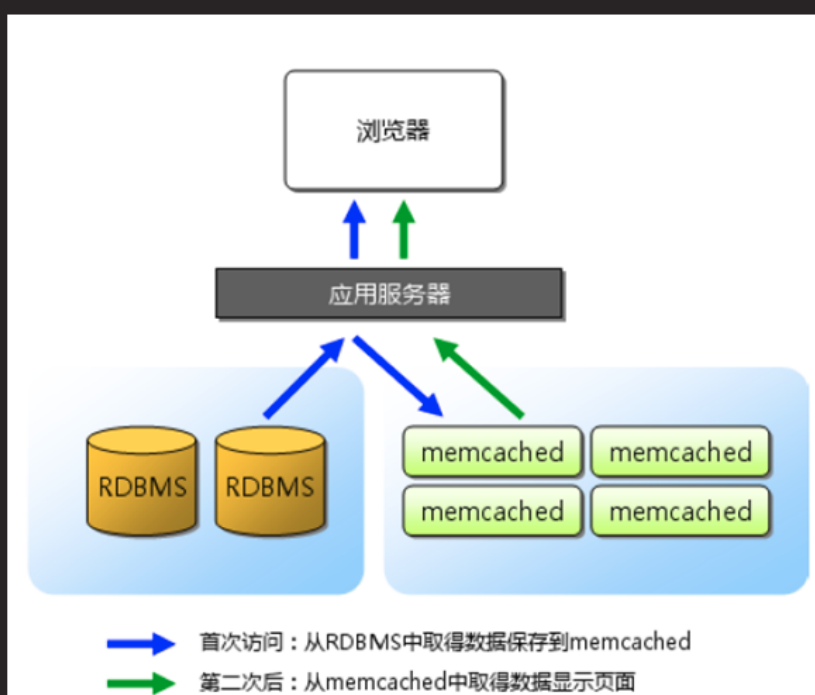 浏览器
应用服务器
RDBMS RDBMS
memcached memcached
memcached memcached
首次访问：从RDBMS中取得数据保存到memcached
第二次后：从memcached中取得数据显示页面